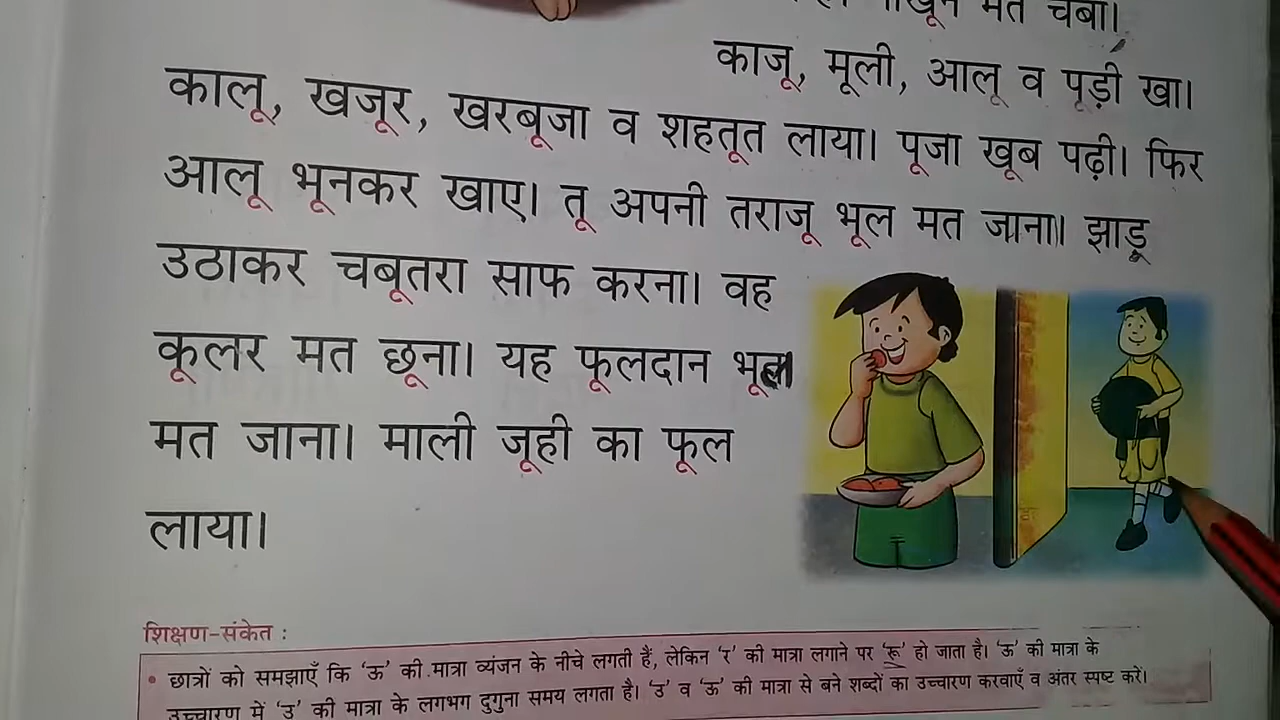 नाखून मत चबा।
काजू, मूली, आलू व पूड़ी खा।
कालू, खजूर, खरबूजा व शहतूत लाया। पूजा खूब पढ़ी। फिर
आलू भूनकर खाए। तू अपनी तराजू भूल मत जाना। झाड़ू
उठाकर चबूतरा साफ करना। वह
कूलर मत छूना। यह फूलदान भूल
मत जाना। माली जूही का फूल
लाया।
शिक्षण-संकेत :
• छात्रों को समझाएँ कि ‘ऊ’ की मात्रा व्यंजन के नीचे लगती हैं, लेकिन ‘र’ की मात्रा लगाने पर ‘रू’ हो जाता है। ‘ऊ’ की मात्रा के
उच्चारण में ‘उ’ की मात्रा के लगभग दुगुना समय लगता है। ‘उ’ व ‘ऊ’ की मात्रा से बने शब्दों का उच्चारण करवाएँ व अंतर स्पष्ट करें।